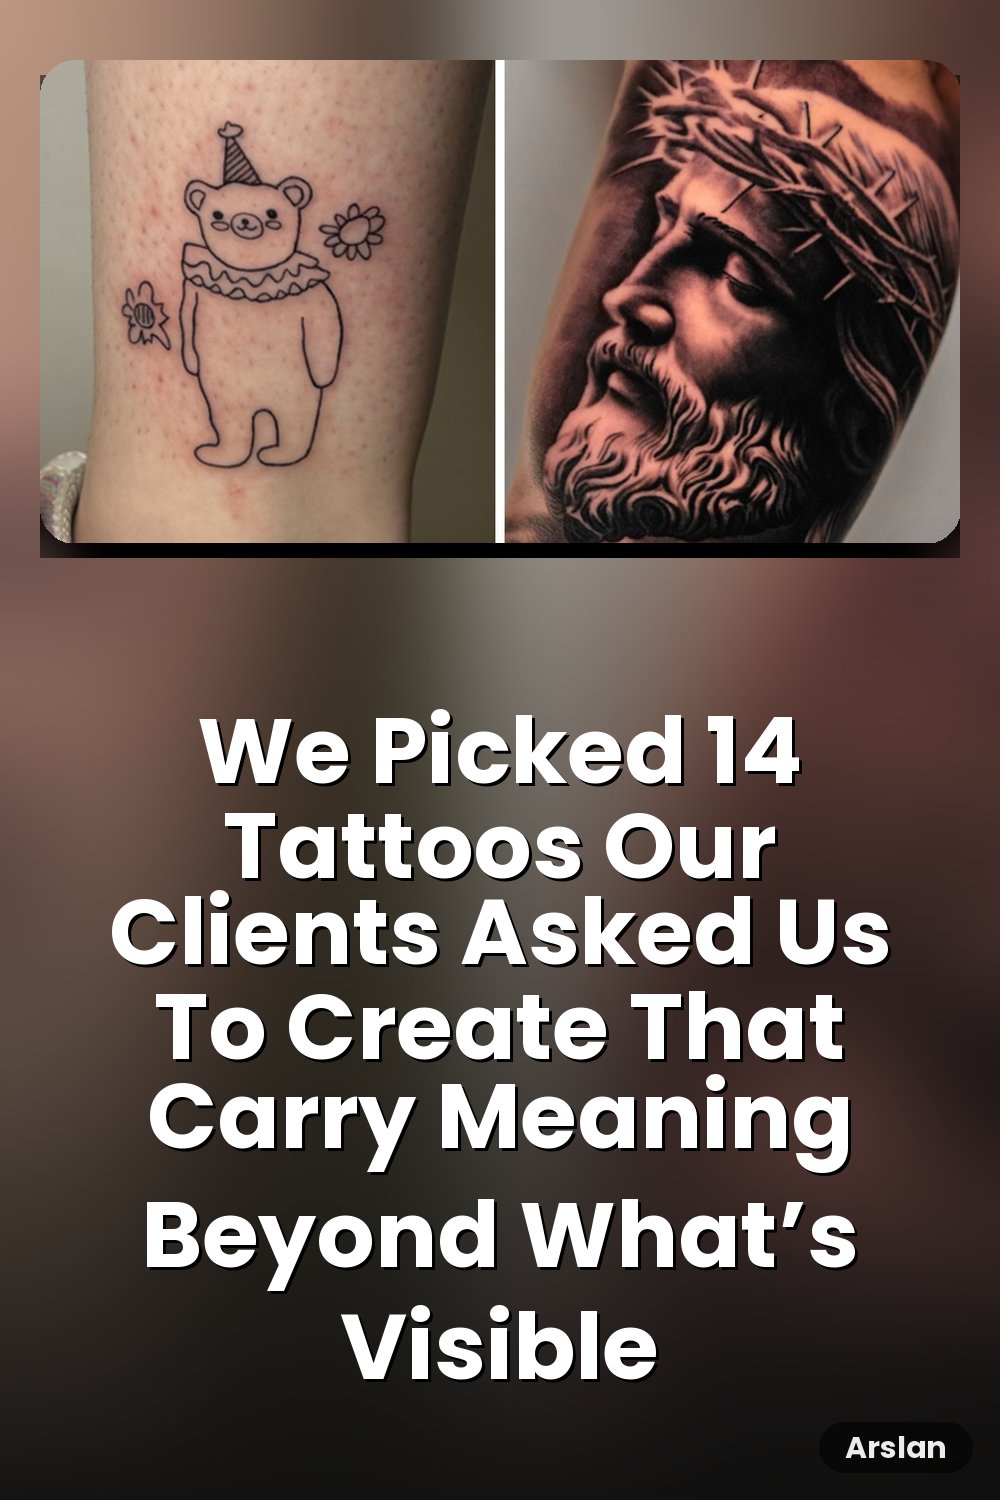 We Picked 14
Tattoos Our
Clients Asked Us
To Create That
Carry Meaning
Beyond What’s
Visible
Arslan